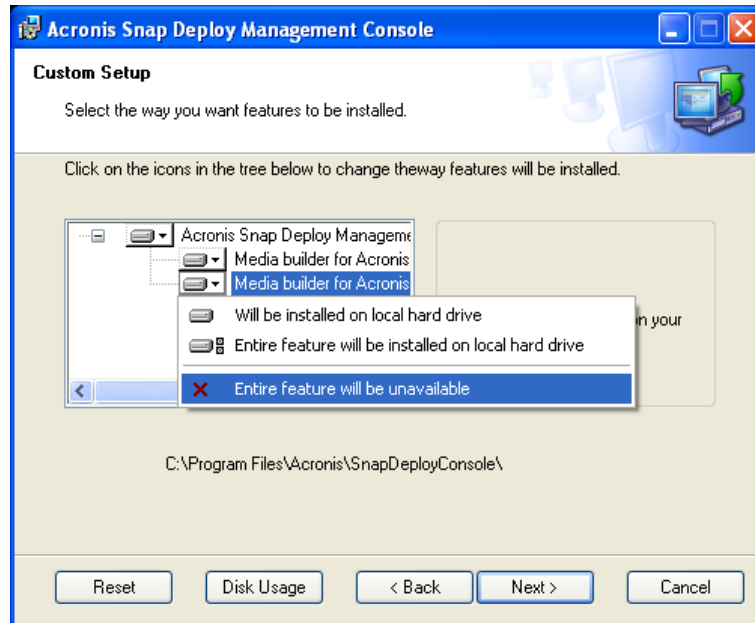 Acronis Snap Deploy Management Console
Custom Setup
Select the way you want features to be installed.
Click on the icons in the tree below to change theway features will be installed.
Acronis Snap Deploy Manageme
Media builder for Acronis
Media builder for Acronis
Will be installed on local hard drive
n your
Entire feature will be installed on local hard drive
Entire feature will be unavailable
C:\Program Files\Acronis\SnapDeployConsole\
Reset
Disk Usage
< Back
Next >
Cancel